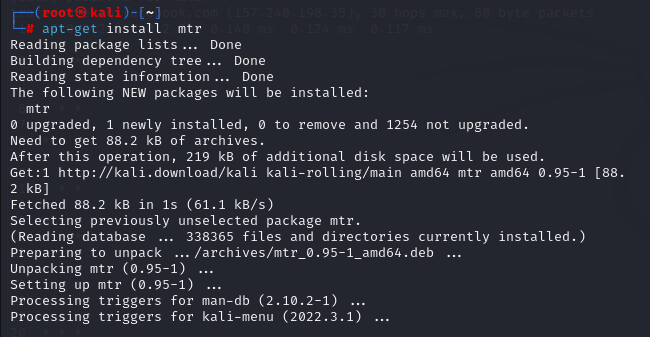 ┌──(root㉿kali)-[~]
└─# apt-get install mtr
Reading package lists... Done
Building dependency tree... Done
Reading state information... Done
The following NEW packages will be installed:
  mtr
0 upgraded, 1 newly installed, 0 to remove and 1254 not upgraded.
Need to get 88.2 kB of archives.
After this operation, 219 kB of additional disk space will be used.
Get:1 http://kali.download/kali kali-rolling/main amd64 mtr amd64 0.95-1 [88.
2 kB]
Fetched 88.2 kB in 1s (61.1 kB/s)
Selecting previously unselected package mtr.
(Reading database ... 338365 files and directories currently installed.)
Preparing to unpack .../archives/mtr_0.95-1_amd64.deb ...
Unpacking mtr (0.95-1) ...
Setting up mtr (0.95-1) ...
Processing triggers for man-db (2.10.2-1) ...
Processing triggers for kali-menu (2022.3.1) ...